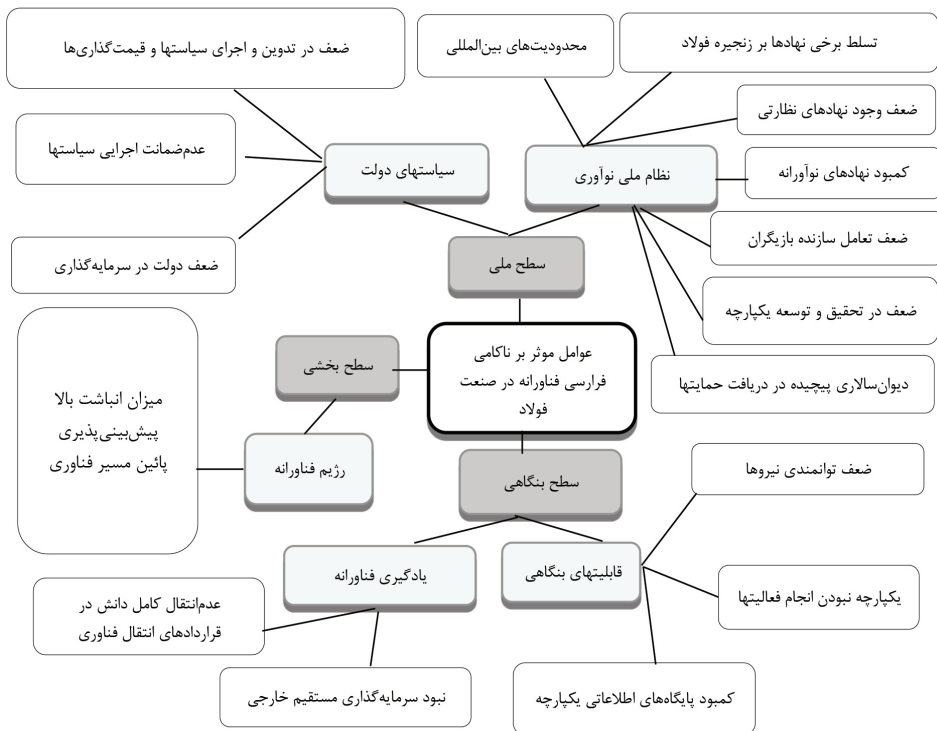 ضعف در تدوین و اجرای سیاستها و قیمت‌گذاری‌ها
محدودیت‌های بین‌المللی
تسلط برخی نهادها بر زنجیره فولاد
ضعف وجود نهادهای نظارتی
عدم‌ضمانت اجرایی سیاستها
سیاستهای دولت
نظام ملی نوآوری
کمبود نهادهای نوآورانه
ضعف تعامل سازنده بازیگران
ضعف دولت در سرمایه‌گذاری
سطح ملی
ضعف در تحقیق و توسعه یکپارچه
عوامل موثر بر ناکامی
فرارسی فناورانه در صنعت
فولاد
سطح بخشی
دیوان‌سالاری پیچیده در دریافت حمایتها
میزان انباشت بالا
پیش‌بینی‌پذیری
پائین مسیر فناوری
رژیم فناورانه
سطح بنگاهی
ضعف توانمندی نیروها
یادگیری فناورانه
قابلیتهای بنگاهی
یکپارچه نبودن انجام فعالیتها
عدم‌انتقال کامل دانش در
قراردادهای انتقال فناوری
نبود سرمایه‌گذاری مستقیم خارجی
کمبود پایگاه‌های اطلاعاتی یکپارچه